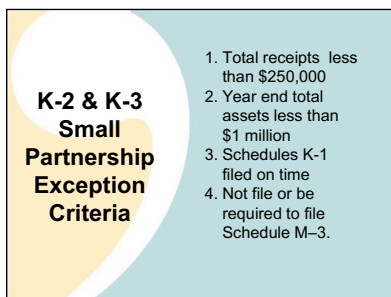 K-2 & K-3
Small
Partnership
Exception
Criteria
1. Total receipts less
than $250,000
2. Year end total
assets less than
$1 million
3. Schedules K-1
filed on time
4. Not file or be
required to file
Schedule M–3.